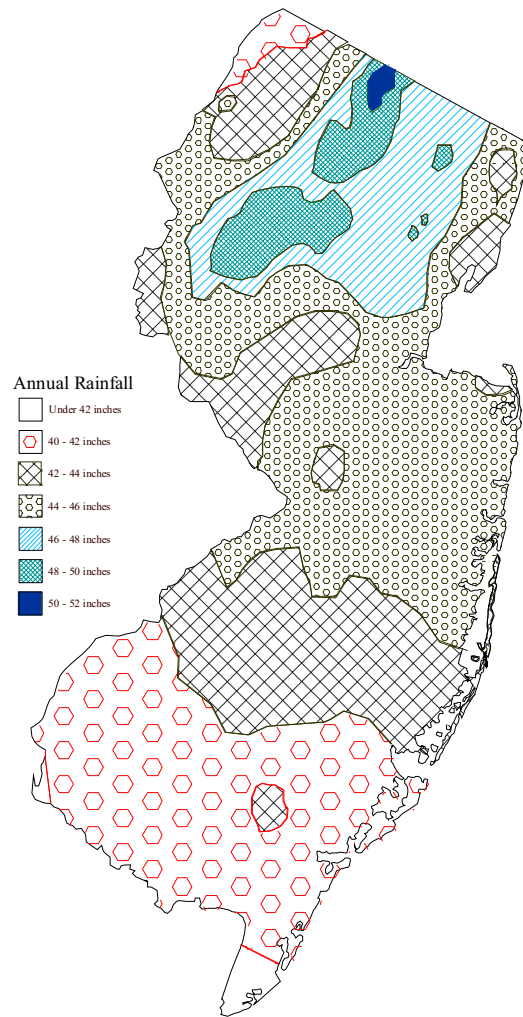 Annual Rainfall
Under 42 inches
40 - 42 inches
42 - 44 inches
44 - 46 inches
46 - 48 inches
48 - 50 inches
50 - 52 inches